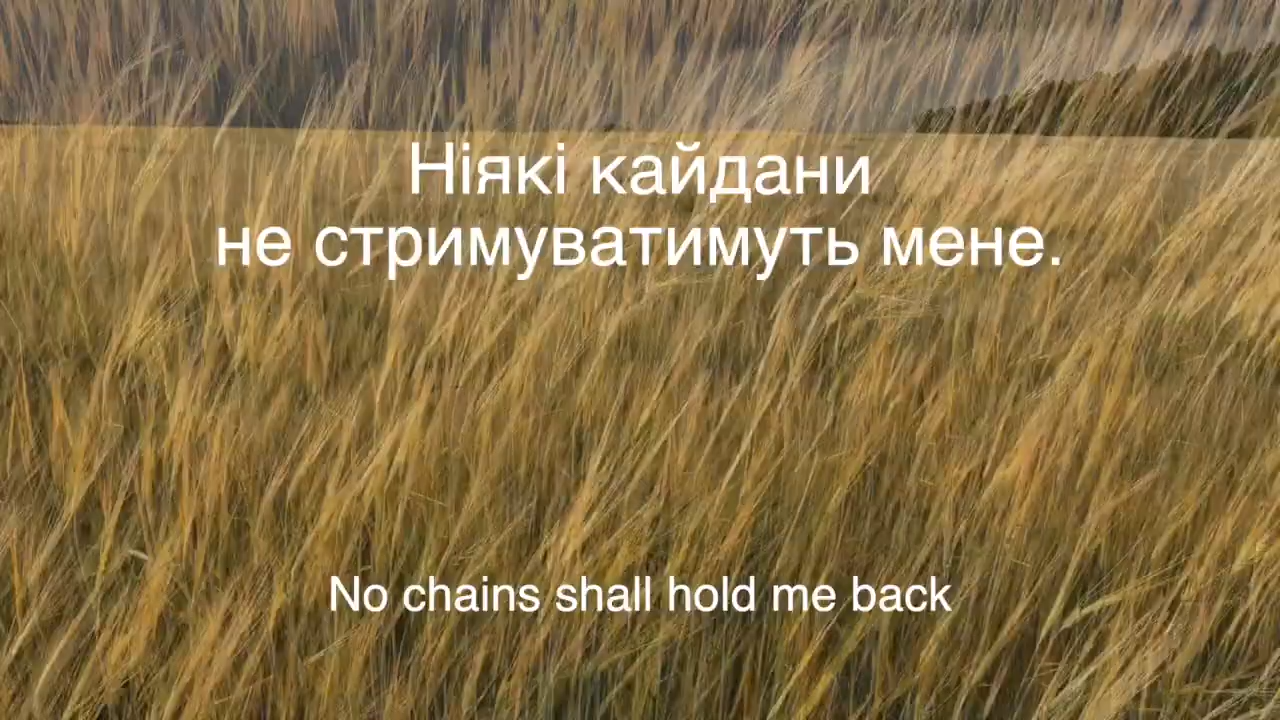 Ніякі кайдани
не стримуватимуть мене.
No chains shall hold me back